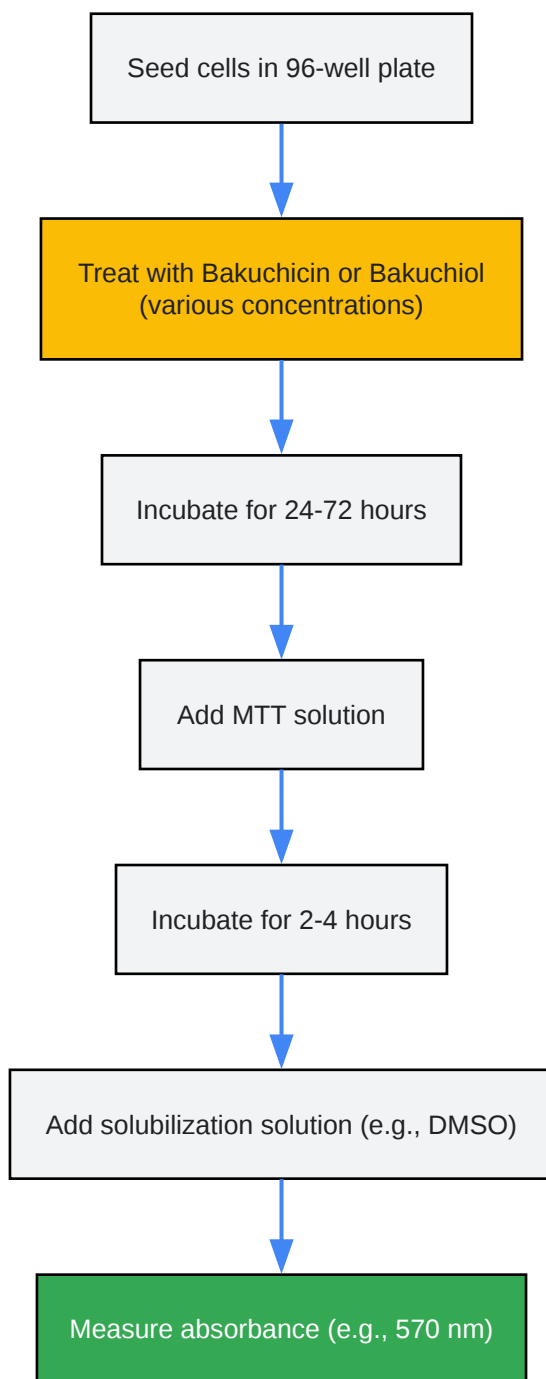 Seed cells in 96-well plate
Treat with Bakuchicin or Bakuchiol
(various concentrations)
Incubate for 24-72 hours
Add MTT solution
Incubate for 2-4 hours
Add solubilization solution (e.g., DMSO)
Measure absorbance (e.g., 570 nm)